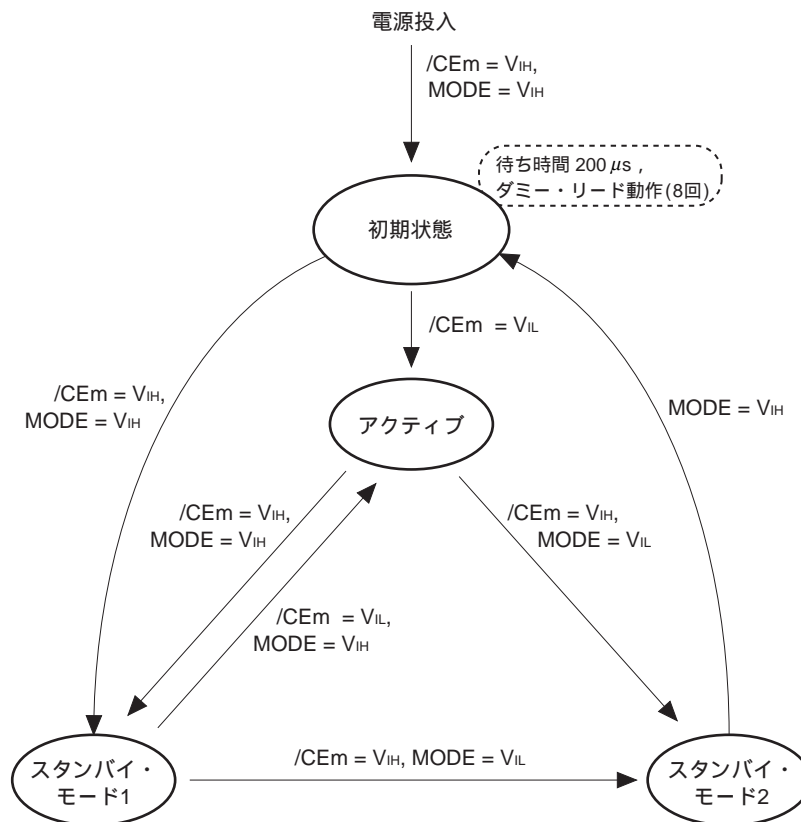 電源投入
/CEm = VIH,
MODE = VIH
待ち時間 200 μs ,
ダミー・リード動作(8回)
初期状態
/CEm = VIL
/CEm = VIH,
MODE = VIH
MODE = VIH
アクティブ
/CEm = VIH,
MODE = VIH
/CEm = VIH,
MODE = VIL
/CEm = VIL,
MODE = VIH
/CEm = VIH, MODE = VIL
スタンバイ・
モード1
スタンバイ・
モード2